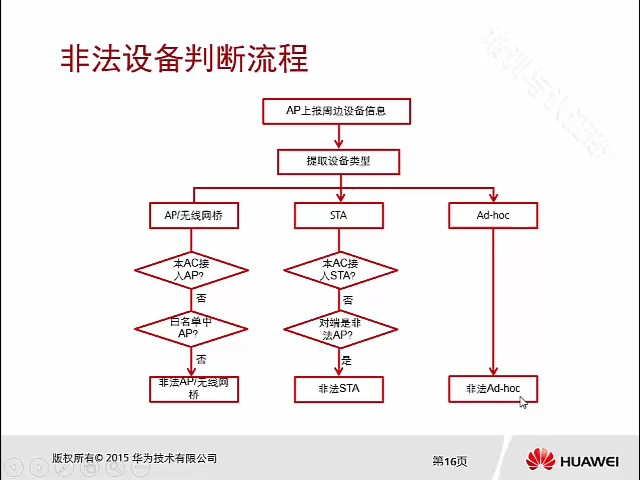 非法设备判断流程
AP上报周边设备信息
提取设备类型
AP/无线网桥
STA
Ad-hoc
本AC接
入AP?
本AC接
入STA?
否
否
白名单中
AP?
对端是非
法AP?
否
是
非法AP/无线网
桥
非法STA
非法Ad-hoc
版权所有© 2015 华为技术有限公司
第16页
HUAWEI